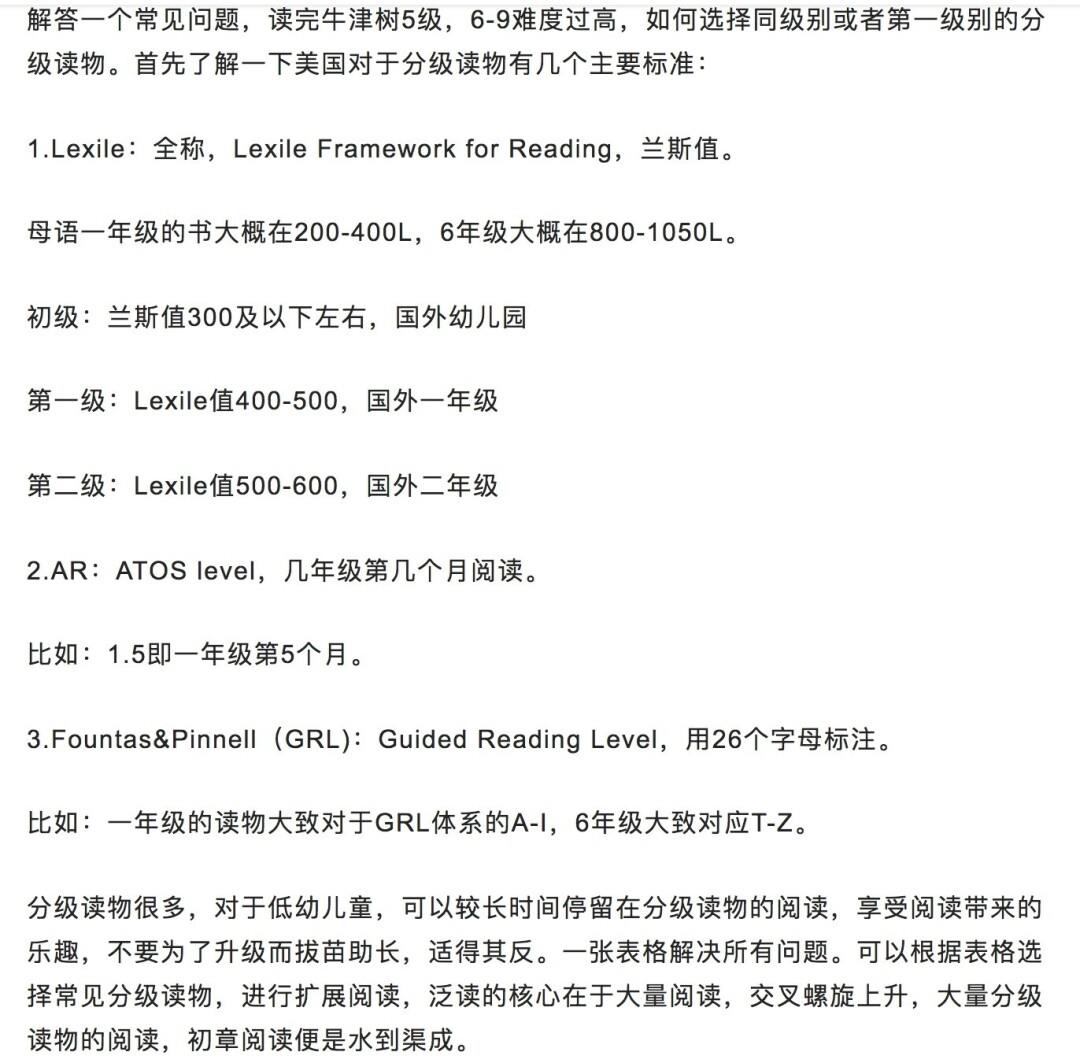 解答一个常见问题，读完牛津树5级，6-9难度过高，如何选择同级别或者第一级别的分
级读物。首先了解一下美国对于分级读物有几个主要标准：
1.Lexile：全称，Lexile Framework for Reading，兰斯值。
母语一年级的书大概在200-400L，6年级大概在800-1050L。
初级：兰斯值300及以下左右，国外幼儿园
第一级：Lexile值400-500，国外一年级
第二级：Lexile值500-600，国外二年级
2.AR：ATOS level，几年级第几个月阅读。
比如：1.5即一年级第5个月。
3.Fountas&Pinnell（GRL）：Guided Reading Level，用26个字母标注。
比如：一年级的读物大致对于GRL体系的A-I，6年级大致对应T-Z。
分级读物很多，对于低幼儿童，可以较长时间停留在分级读物的阅读，享受阅读带来的
乐趣，不要为了升级而拔苗助长，适得其反。一张表格解决所有问题。可以根据表格选
择常见分级读物，进行扩展阅读，泛读的核心在于大量阅读，交叉螺旋上升，大量分级
读物的阅读，初章阅读便是水到渠成。